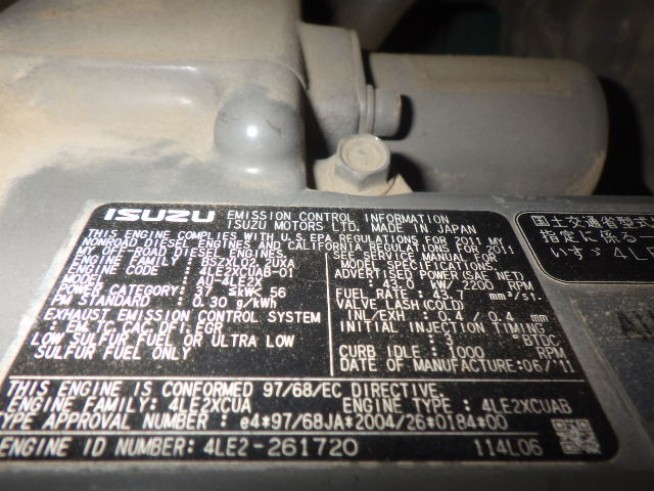 ISUZU EMISSION CONTROL INFORMATION
ISUZU MOTORS LTD. MADE IN JAPAN
THIS ENGINE COMPLIES WITH U.S.EPA REGULATIONS FOR 2011 MY
NONROAD DIESEL ENGINES AND CALIFORNIA REGULATIONS FOR 2011
MY OFF-ROAD DIESEL ENGINES.
ENGINE FAMILY : BSZXL02.2UXA
ENGINE CODE : 4LE2XCUAB-01
MODEL : AU-4LE2X
POWER CATEGORY: 37 ≦kW< 56
PM STANDARD : 0.30 g/kWh
EXHAUST EMISSION CONTROL SYSTEM
: EM,TC,CAC,DFI,EGR
LOW SULFUR FUEL OR ULTRA LOW
SULFUR FUEL ONLY
SEE SERVICE MANUAL FOR
MODEL SPECIFICATIONS.
ADVERTISED POWER(SAE NET)
: 43.0 kW/ 2200 RPM
FUEL RATE : 43.7 mm³/st.
VALVE LASH (COLD)
INL/EXH : 0.4 / 0.4 mm
INITIAL INJECTION TIMING
: 3 °BTDC
CURB IDLE : 1000 RPM
DATE OF MANUFACTURE:06/'11
THIS ENGINE IS CONFORMED 97/68/EC DIRECTIVE.
ENGINE FAMILY: 4LE2XCUA ENGINE TYPE : 4LE2XCUAB
TYPE APPROVAL NUMBER : e4*97/68JA*2004/26*0184*00
ENGINE ID NUMBER: 4LE2-261720 114L06
国土交通省型式
指定に係る一
いすゞ 4LE